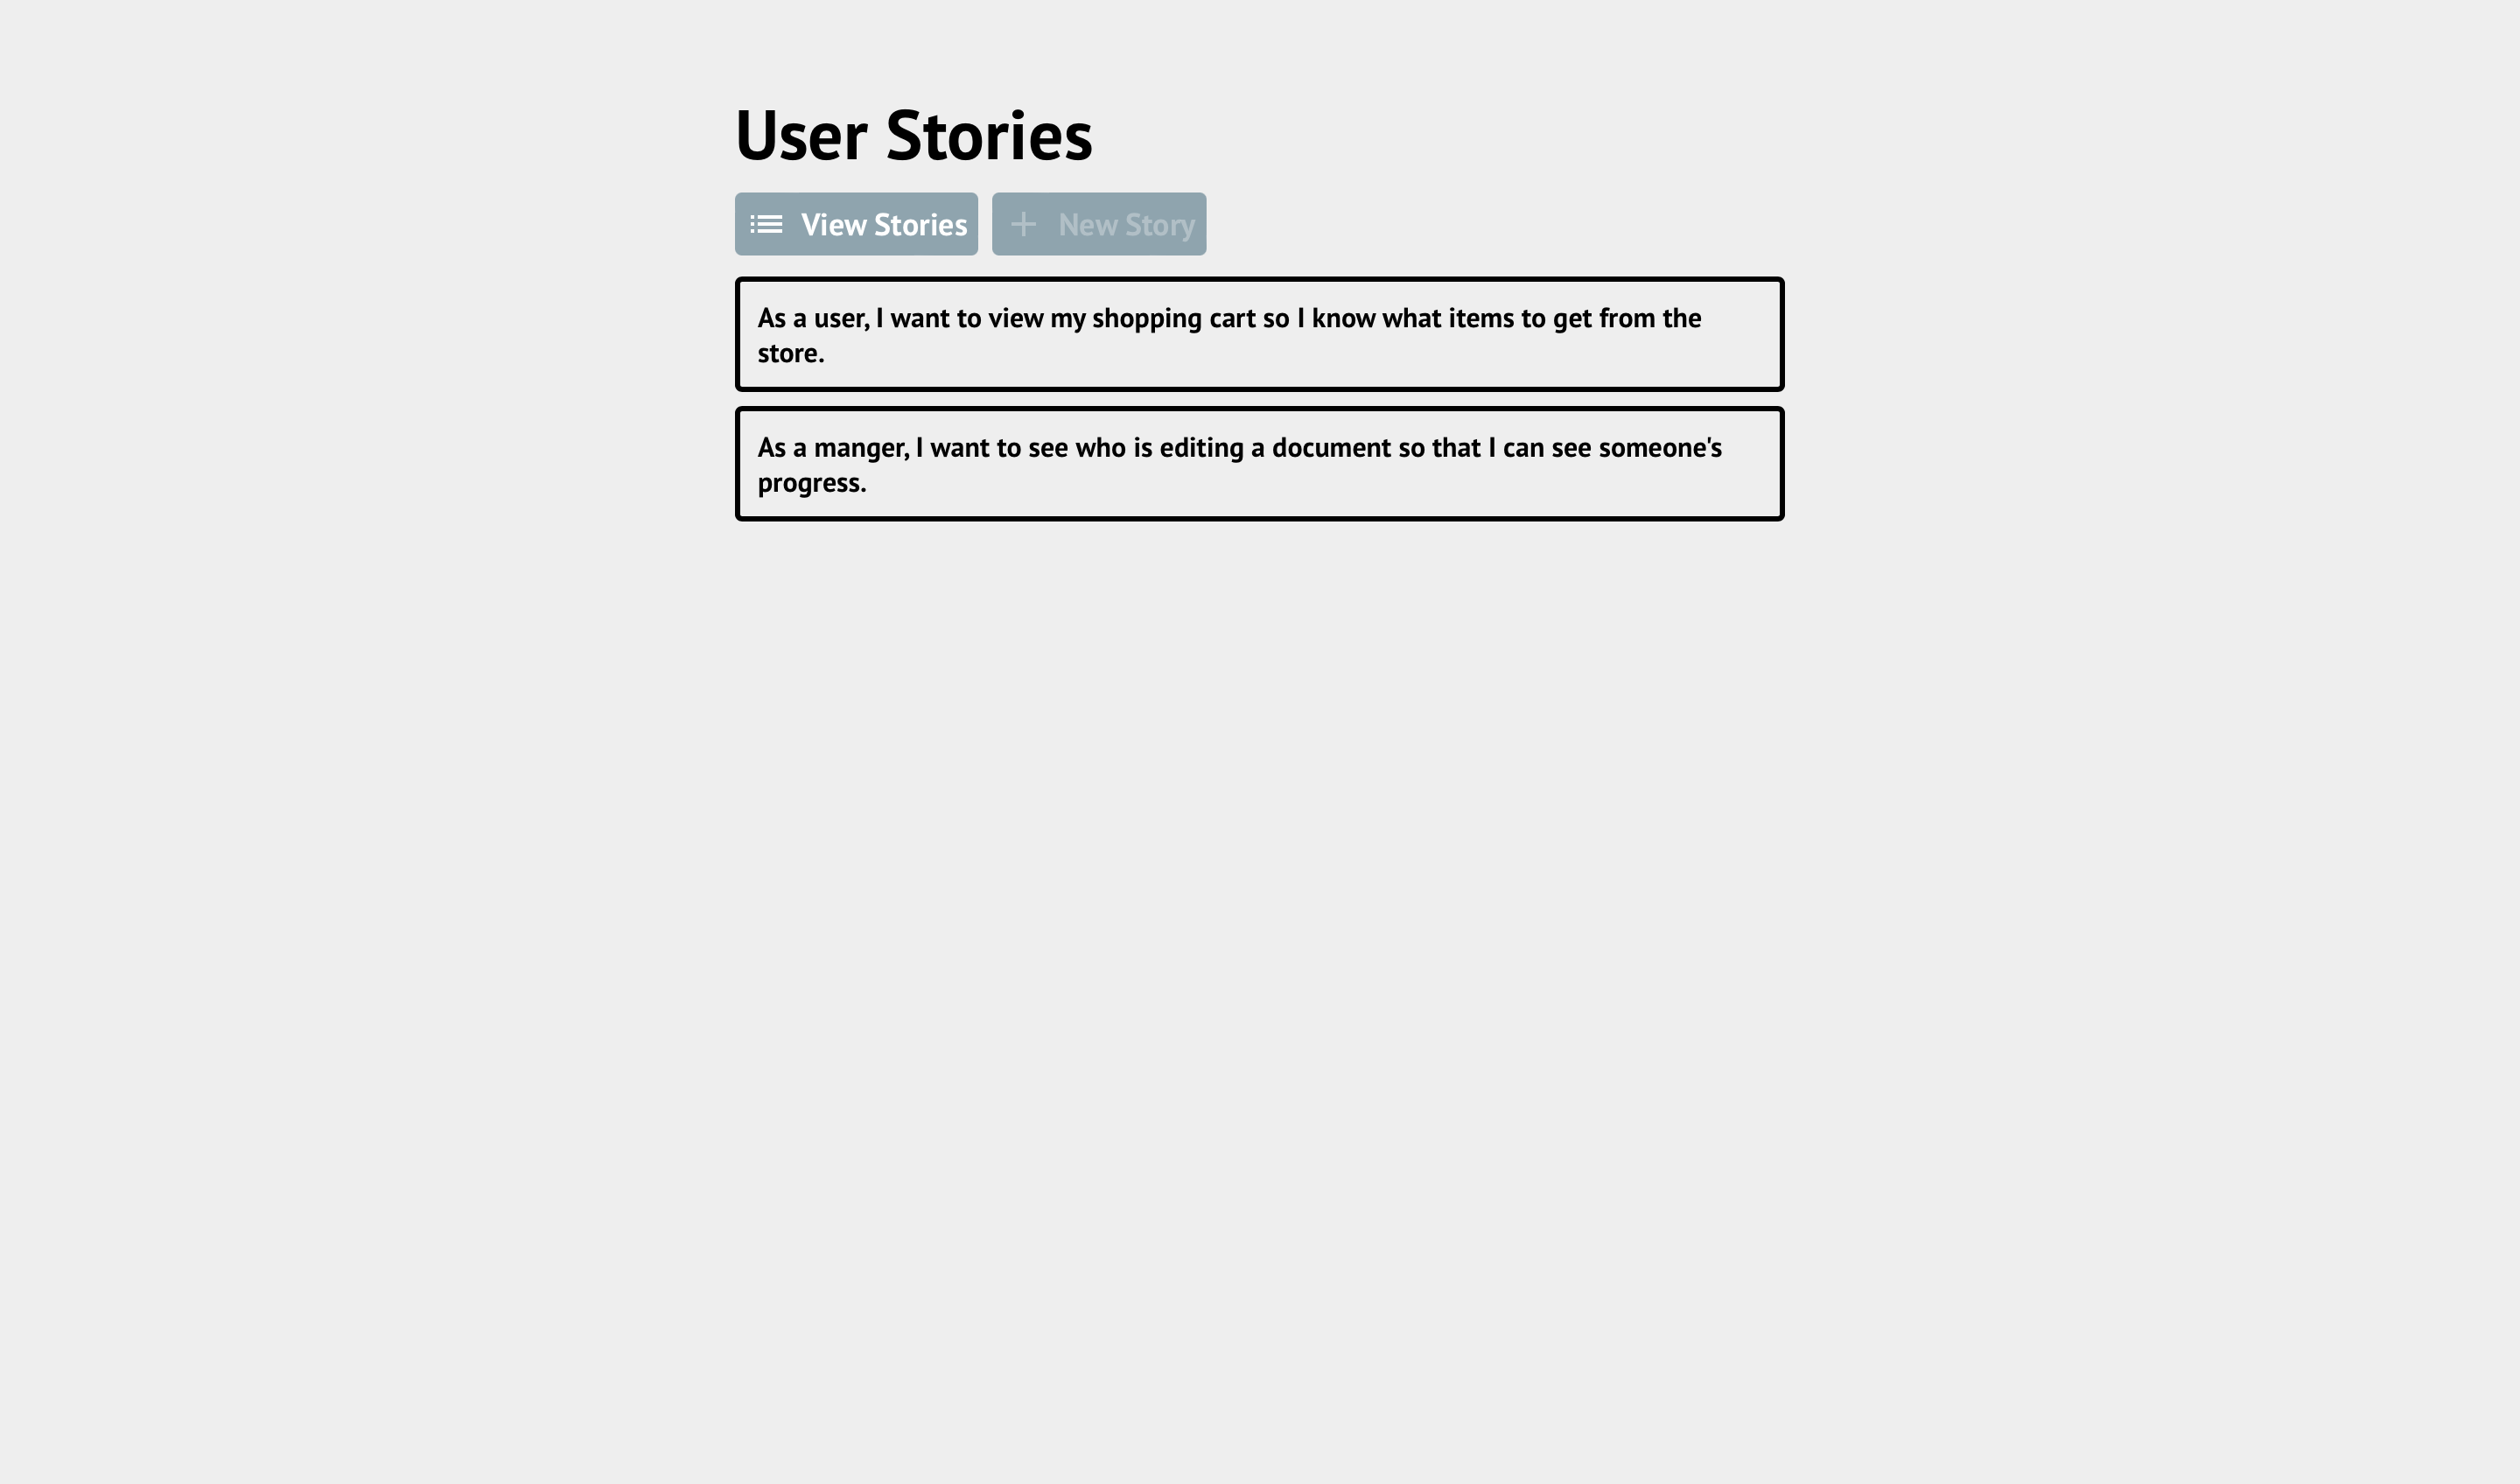 User Stories
View Stories
New Story
As a user, I want to view my shopping cart so I know what items to get from the
store.
As a manger, I want to see who is editing a document so that I can see someone's
progress.